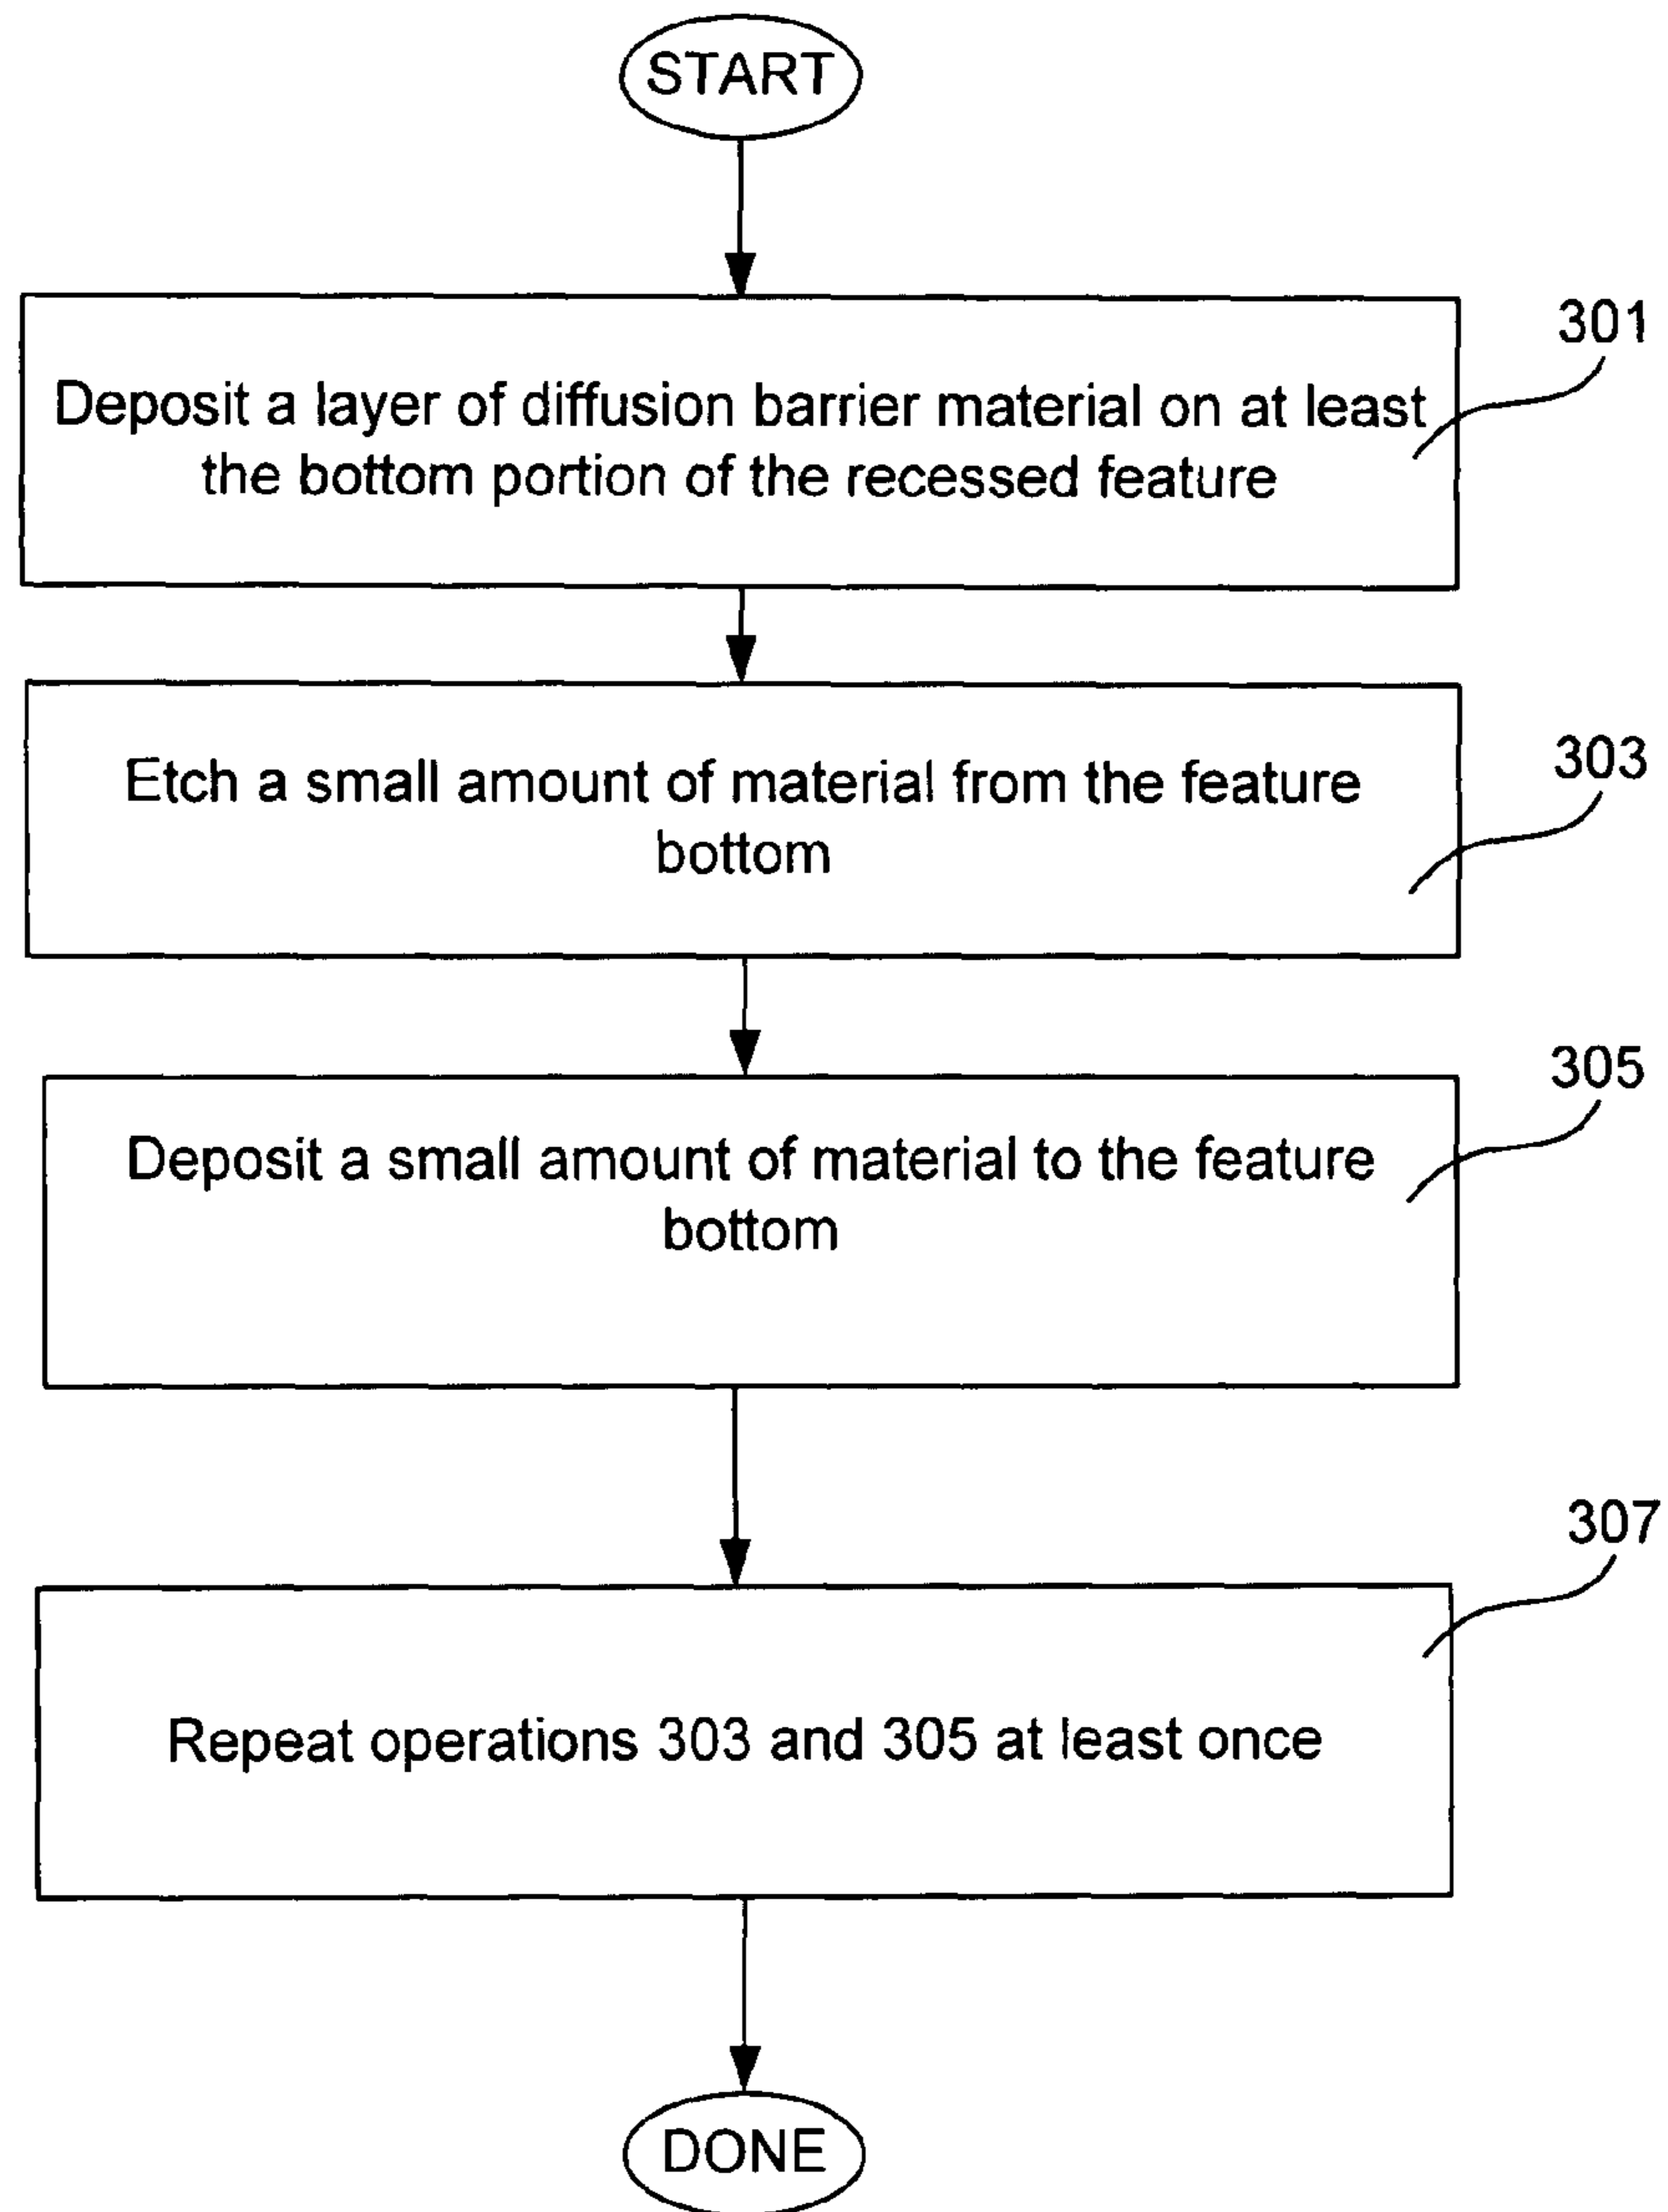 START
301
Deposit a layer of diffusion barrier material on at least
the bottom portion of the recessed feature
303
Etch a small amount of material from the feature
bottom
305
Deposit a small amount of material to the feature
bottom
307
Repeat operations 303 and 305 at least once
DONE